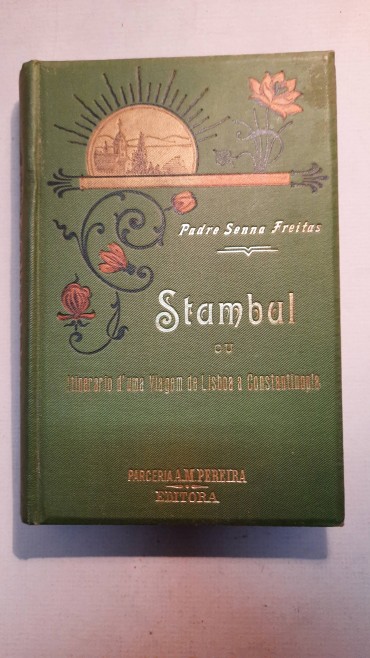 Padre Senna Freitas
Stambul
OU
Itinerario d'uma Viagem de Lisboa a Constantinopla
PARCERIA A.M. PEREIRA
EDITORA